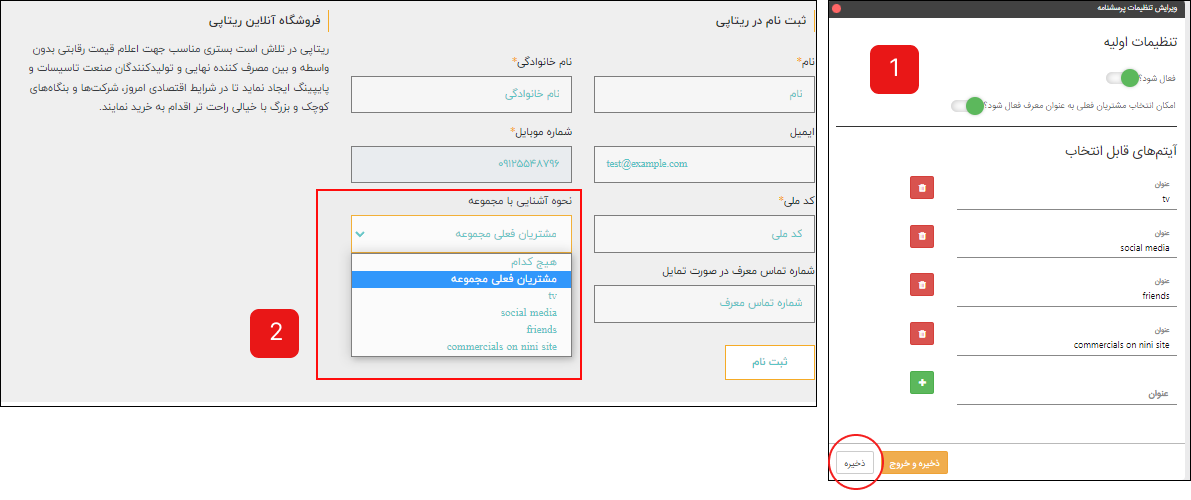 ویرایش تنظیمات پرسشنامه
تنظیمات اولیه
1
فعال شود؟
امکان انتخاب مشتریان فعلی به عنوان معرف فعال شود؟
آیتم‌های قابل انتخاب
عنوان
tv
عنوان
social media
عنوان
friends
عنوان
commercials on nini site
عنوان
ذخیره و خروج
ذخیره
ثبت نام در ریتاپی
نام*
نام
نام خانوادگی*
نام خانوادگی
ایمیل
test@example.com
شماره موبایل*
۰۹۱۲۵۵۴۸۷۹۶
کد ملی*
کد ملی
نحوه آشنایی با مجموعه
مشتریان فعلی مجموعه
هیچ کدام
مشتریان فعلی مجموعه
tv
social media
friends
commercials on nini site
2
شماره تماس معرف در صورت تمایل
شماره تماس معرف
ثبت نام
فروشگاه آنلاین ریتاپی
ریتاپی در تلاش است بستری مناسب جهت اعلام قیمت رقابتی بدون
واسطه و بین مصرف کننده نهایی و تولیدکنندگان صنعت تاسیسات و
پایپینگ ایجاد نماید تا در شرایط اقتصادی امروز، شرکت‌ها و بنگاه‌های
کوچک و بزرگ با خیالی راحت تر اقدام به خرید نمایند.